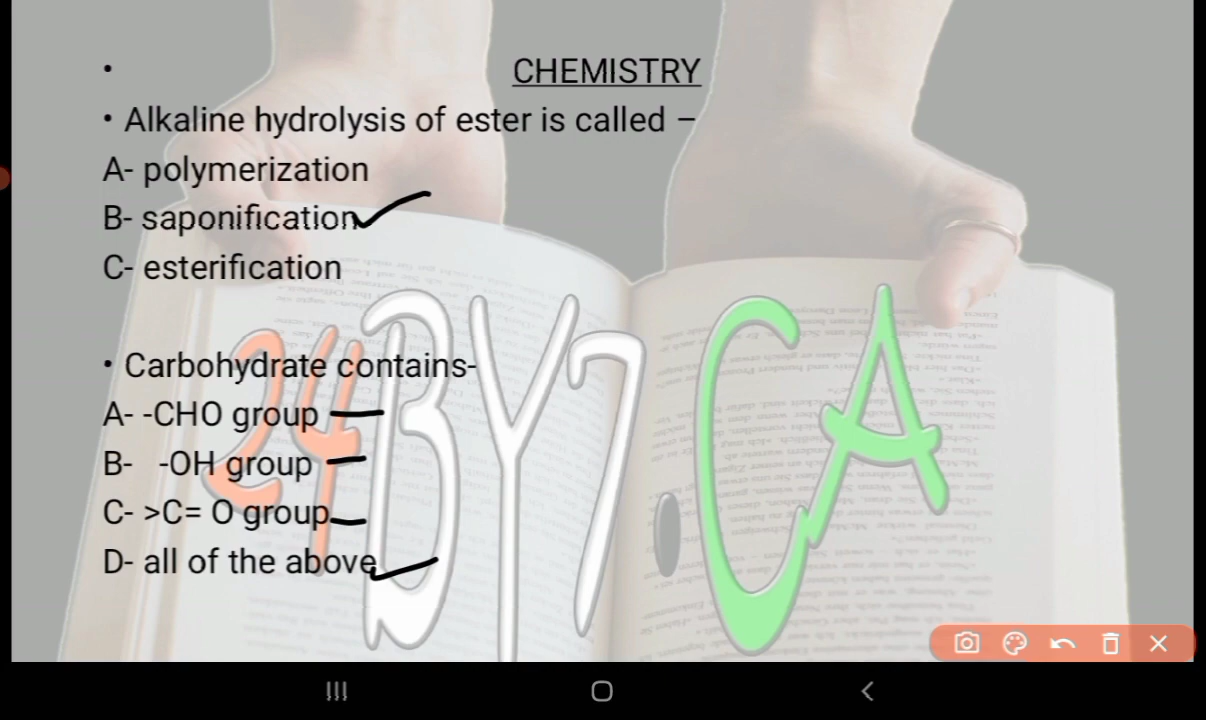 • CHEMISTRY
• Alkaline hydrolysis of ester is called –
A- polymerization
B- saponification
C- esterification
• Carbohydrate contains-
A- -CHO group
B- -OH group
C- >C= O group
D- all of the above
24BY7.CA